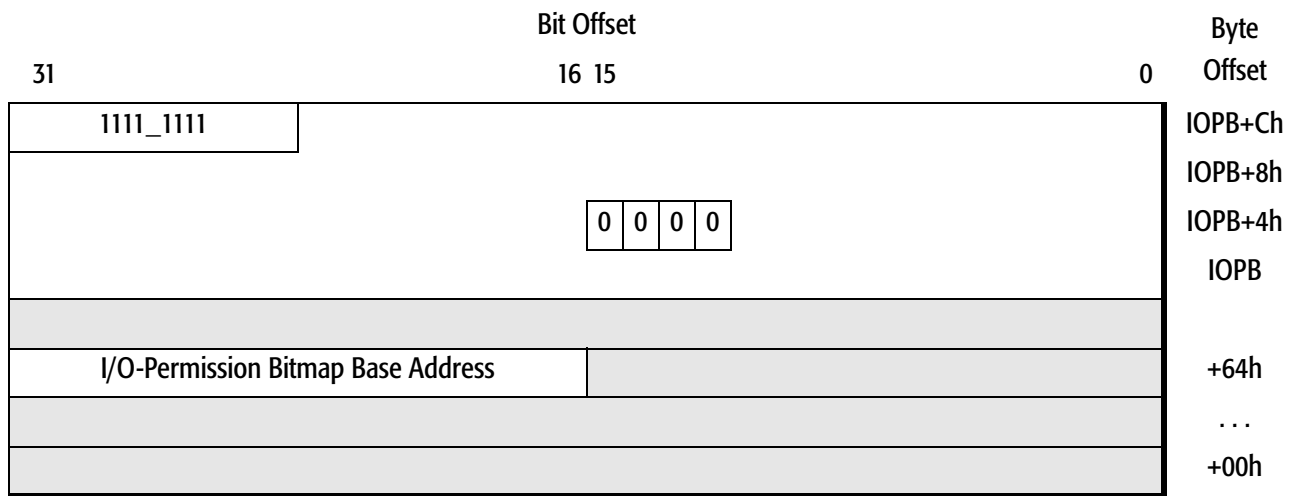 Bit Offset
Byte Offset
31 16 15 0
1111_1111 IOPB+Ch
IOPB+8h
0 0 0 0 IOPB+4h
IOPB
I/O-Permission Bitmap Base Address +64h
. . .
+00h